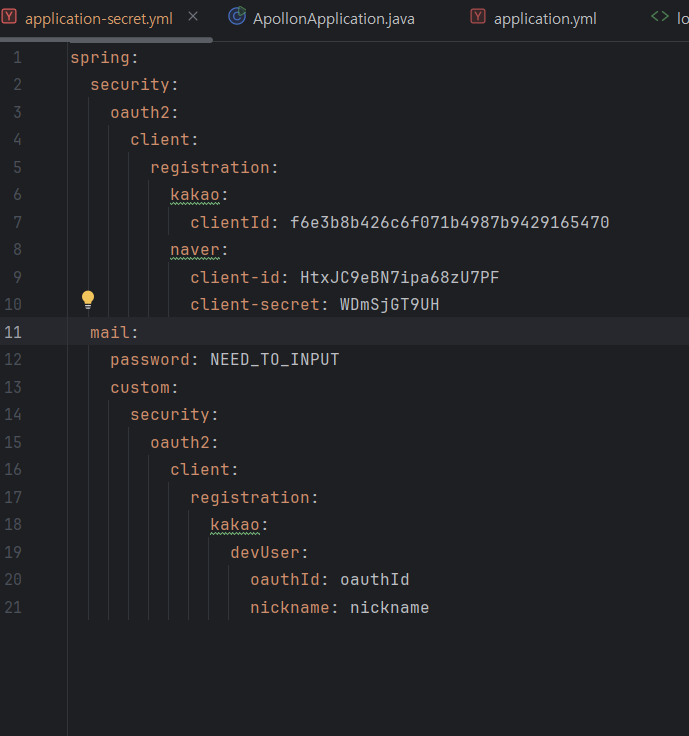 application-secret.yml ApollonApplication.java application.yml lo
1 spring:
2 security:
3 oauth2:
4 client:
5 registration:
6 kakao:
7 clientId: f6e3b8b426c6f071b4987b9429165470
8 naver:
9 client-id: HtxJC9eBN7ipa68zU7PF
10 client-secret: WDmSjGT9UH
11 mail:
12 password: NEED_TO_INPUT
13 custom:
14 security:
15 oauth2:
16 client:
17 registration:
18 kakao:
19 devUser:
20 oauthId: oauthId
21 nickname: nickname